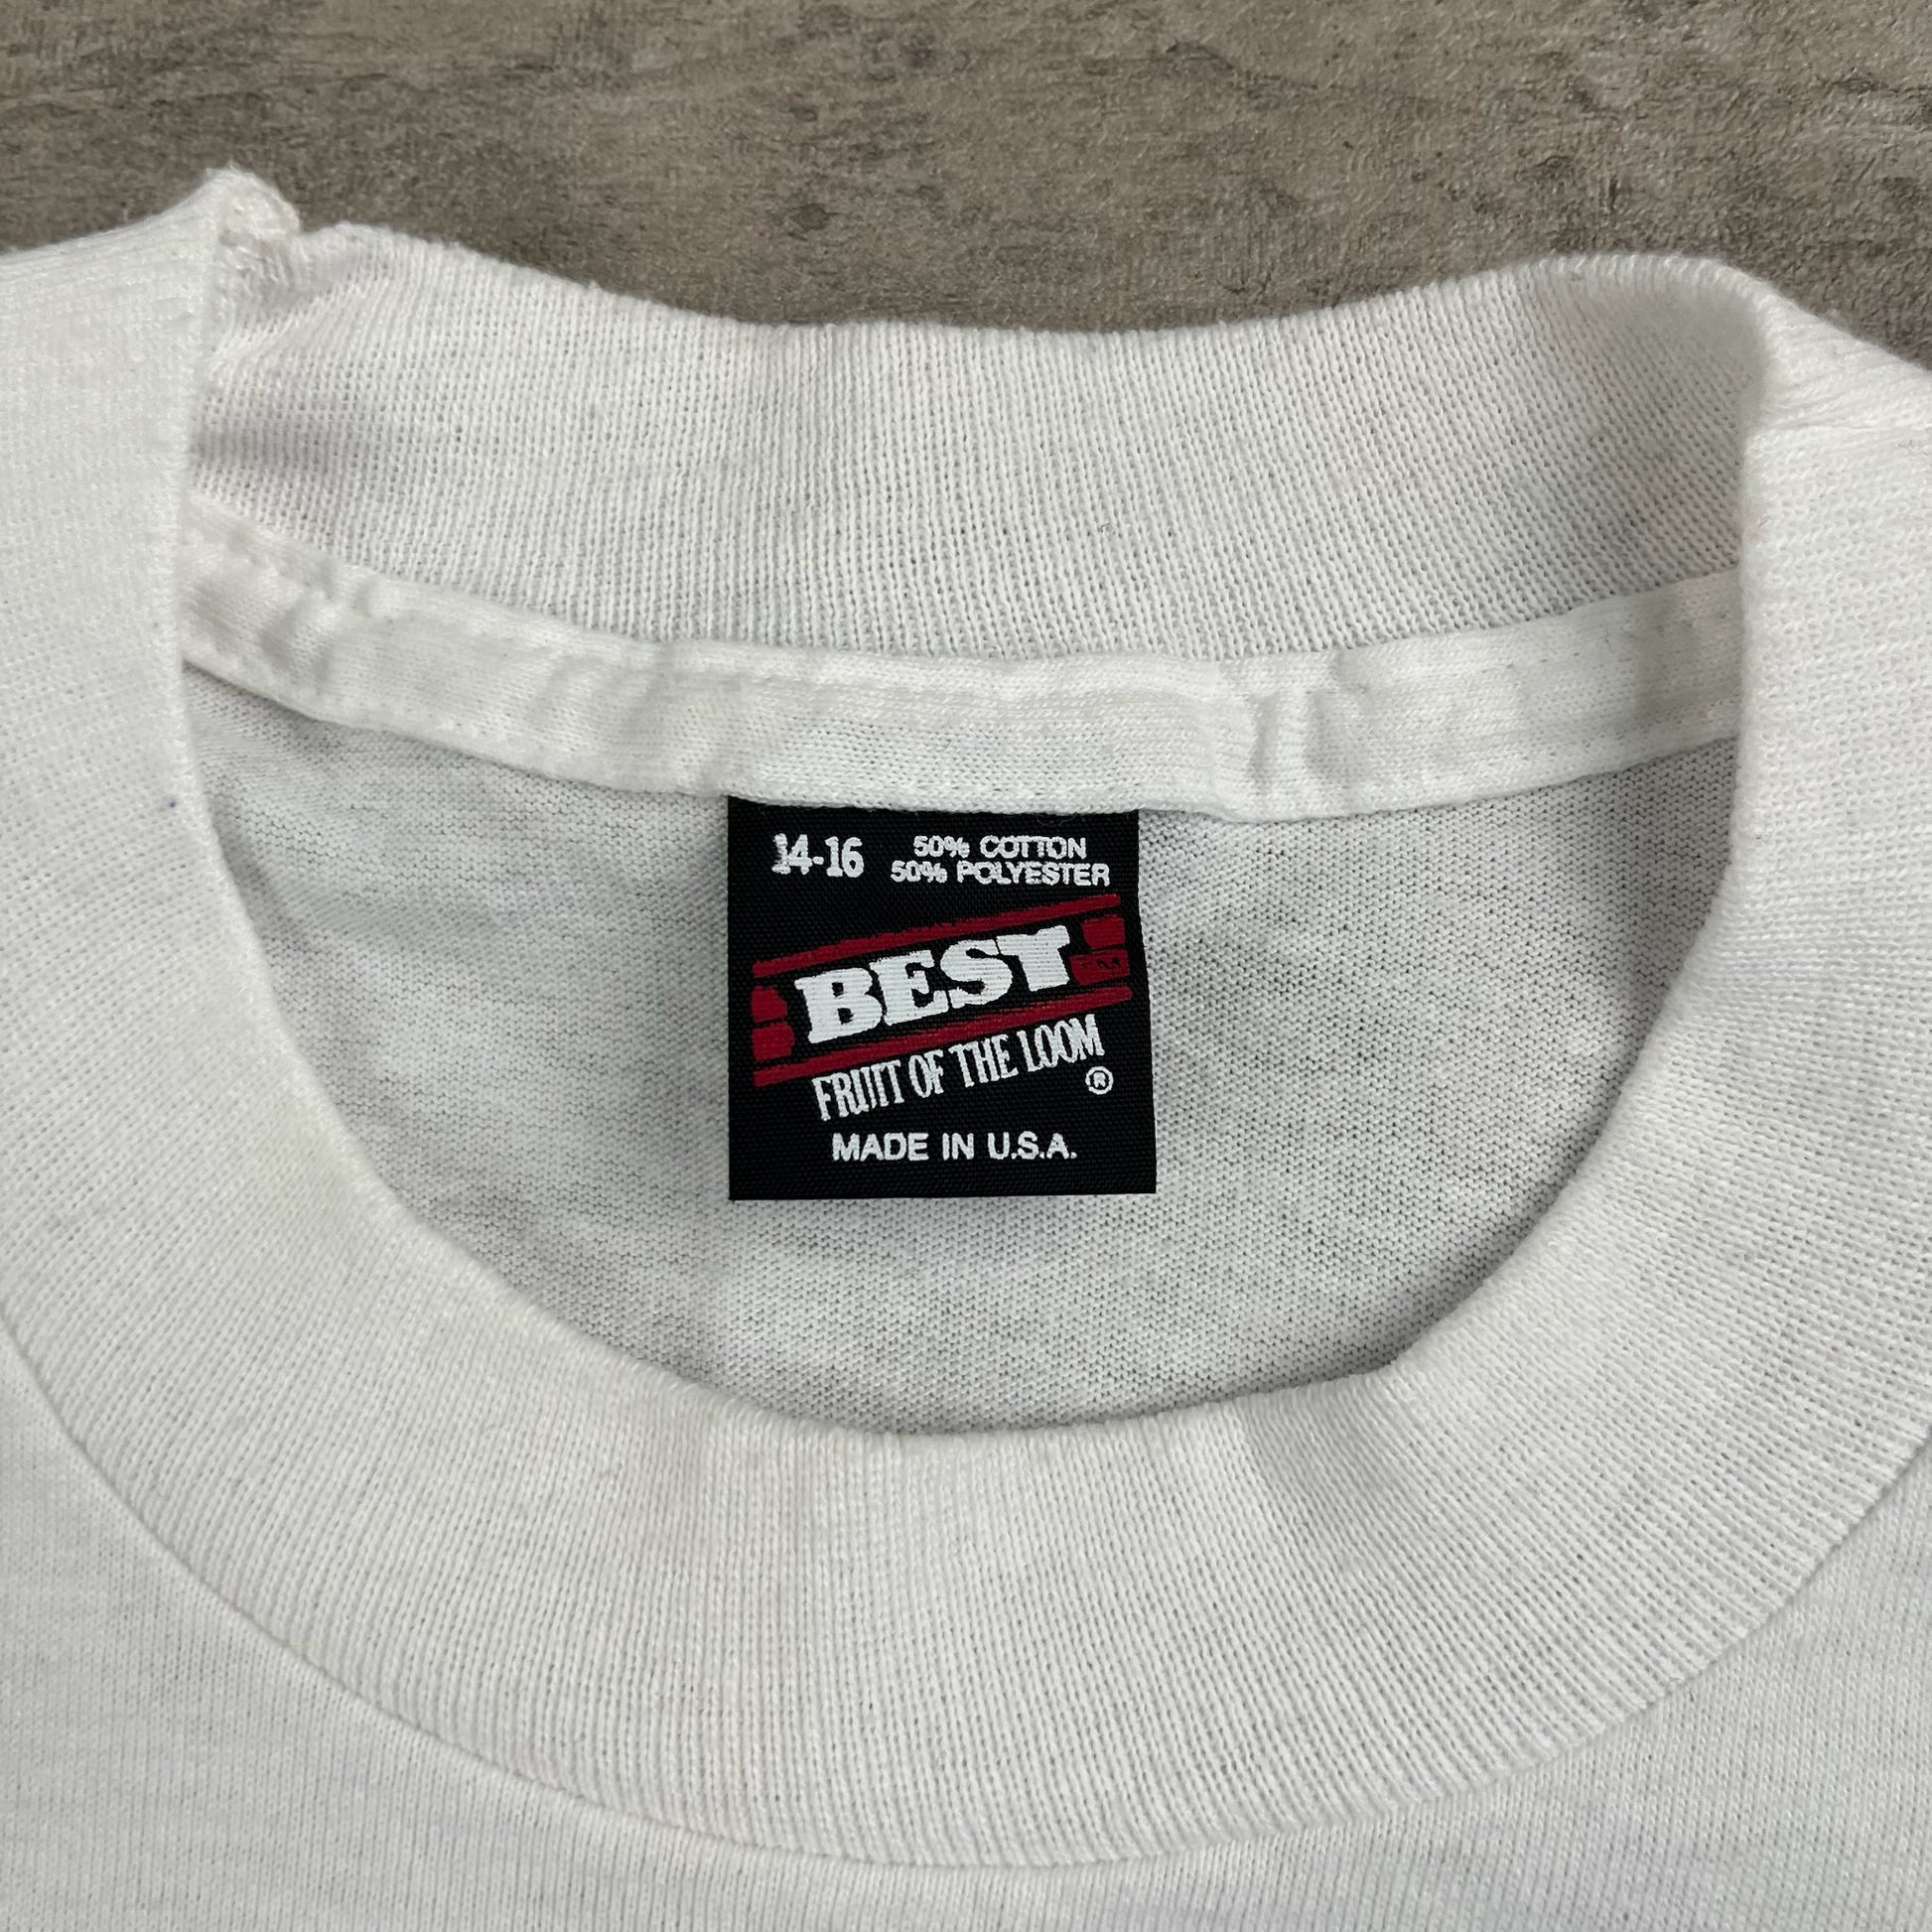 14-16 50% COTTON
50% POLYESTER
BEST
FRUIT OF THE LOOM
®
MADE IN U.S.A.